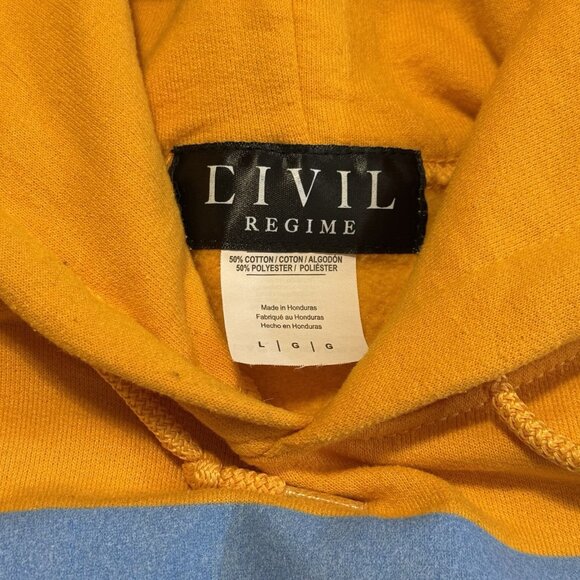 CIVIL
REGIME
50% COTTON / COTON / ALGODÓN
50% POLYESTER / POLIÉSTER
Made in Honduras
Fabriqué au Honduras
Hecho en Honduras
L | G | G